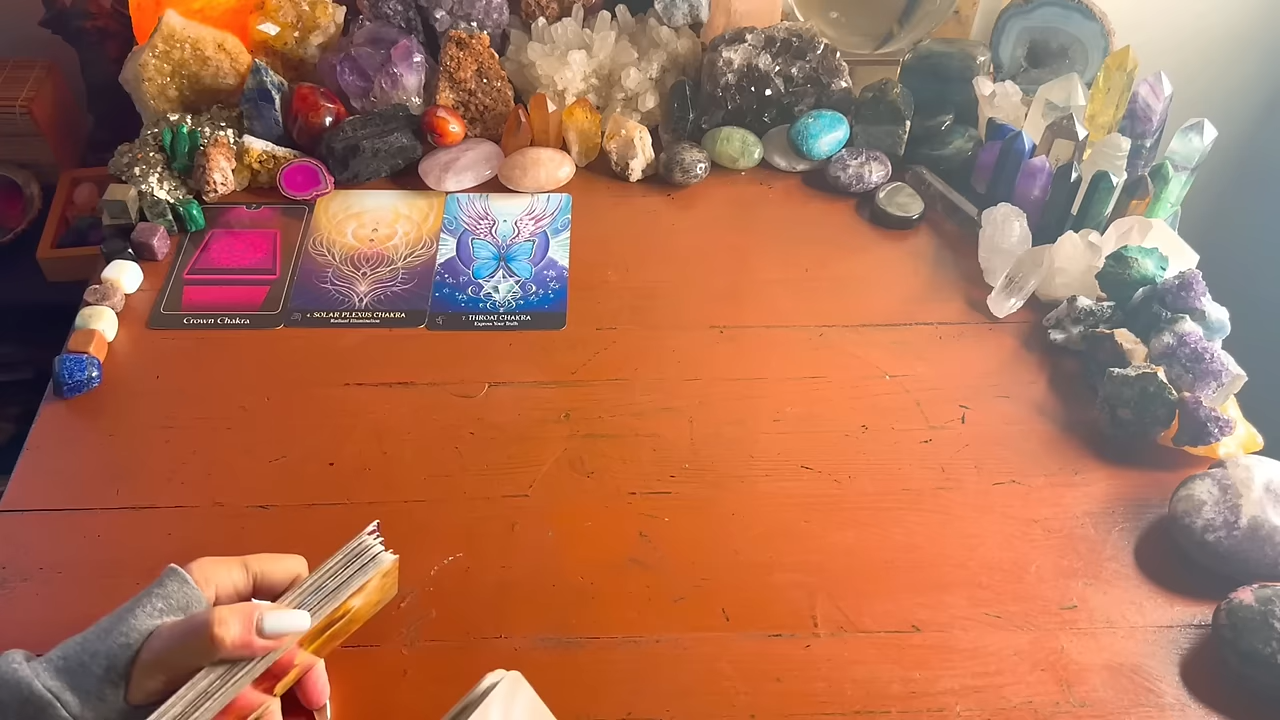 Crown Chakra
4. SOLAR PLEXUS CHAKRA
Radiant Illumination
7. THROAT CHAKRA
Express Your Truth